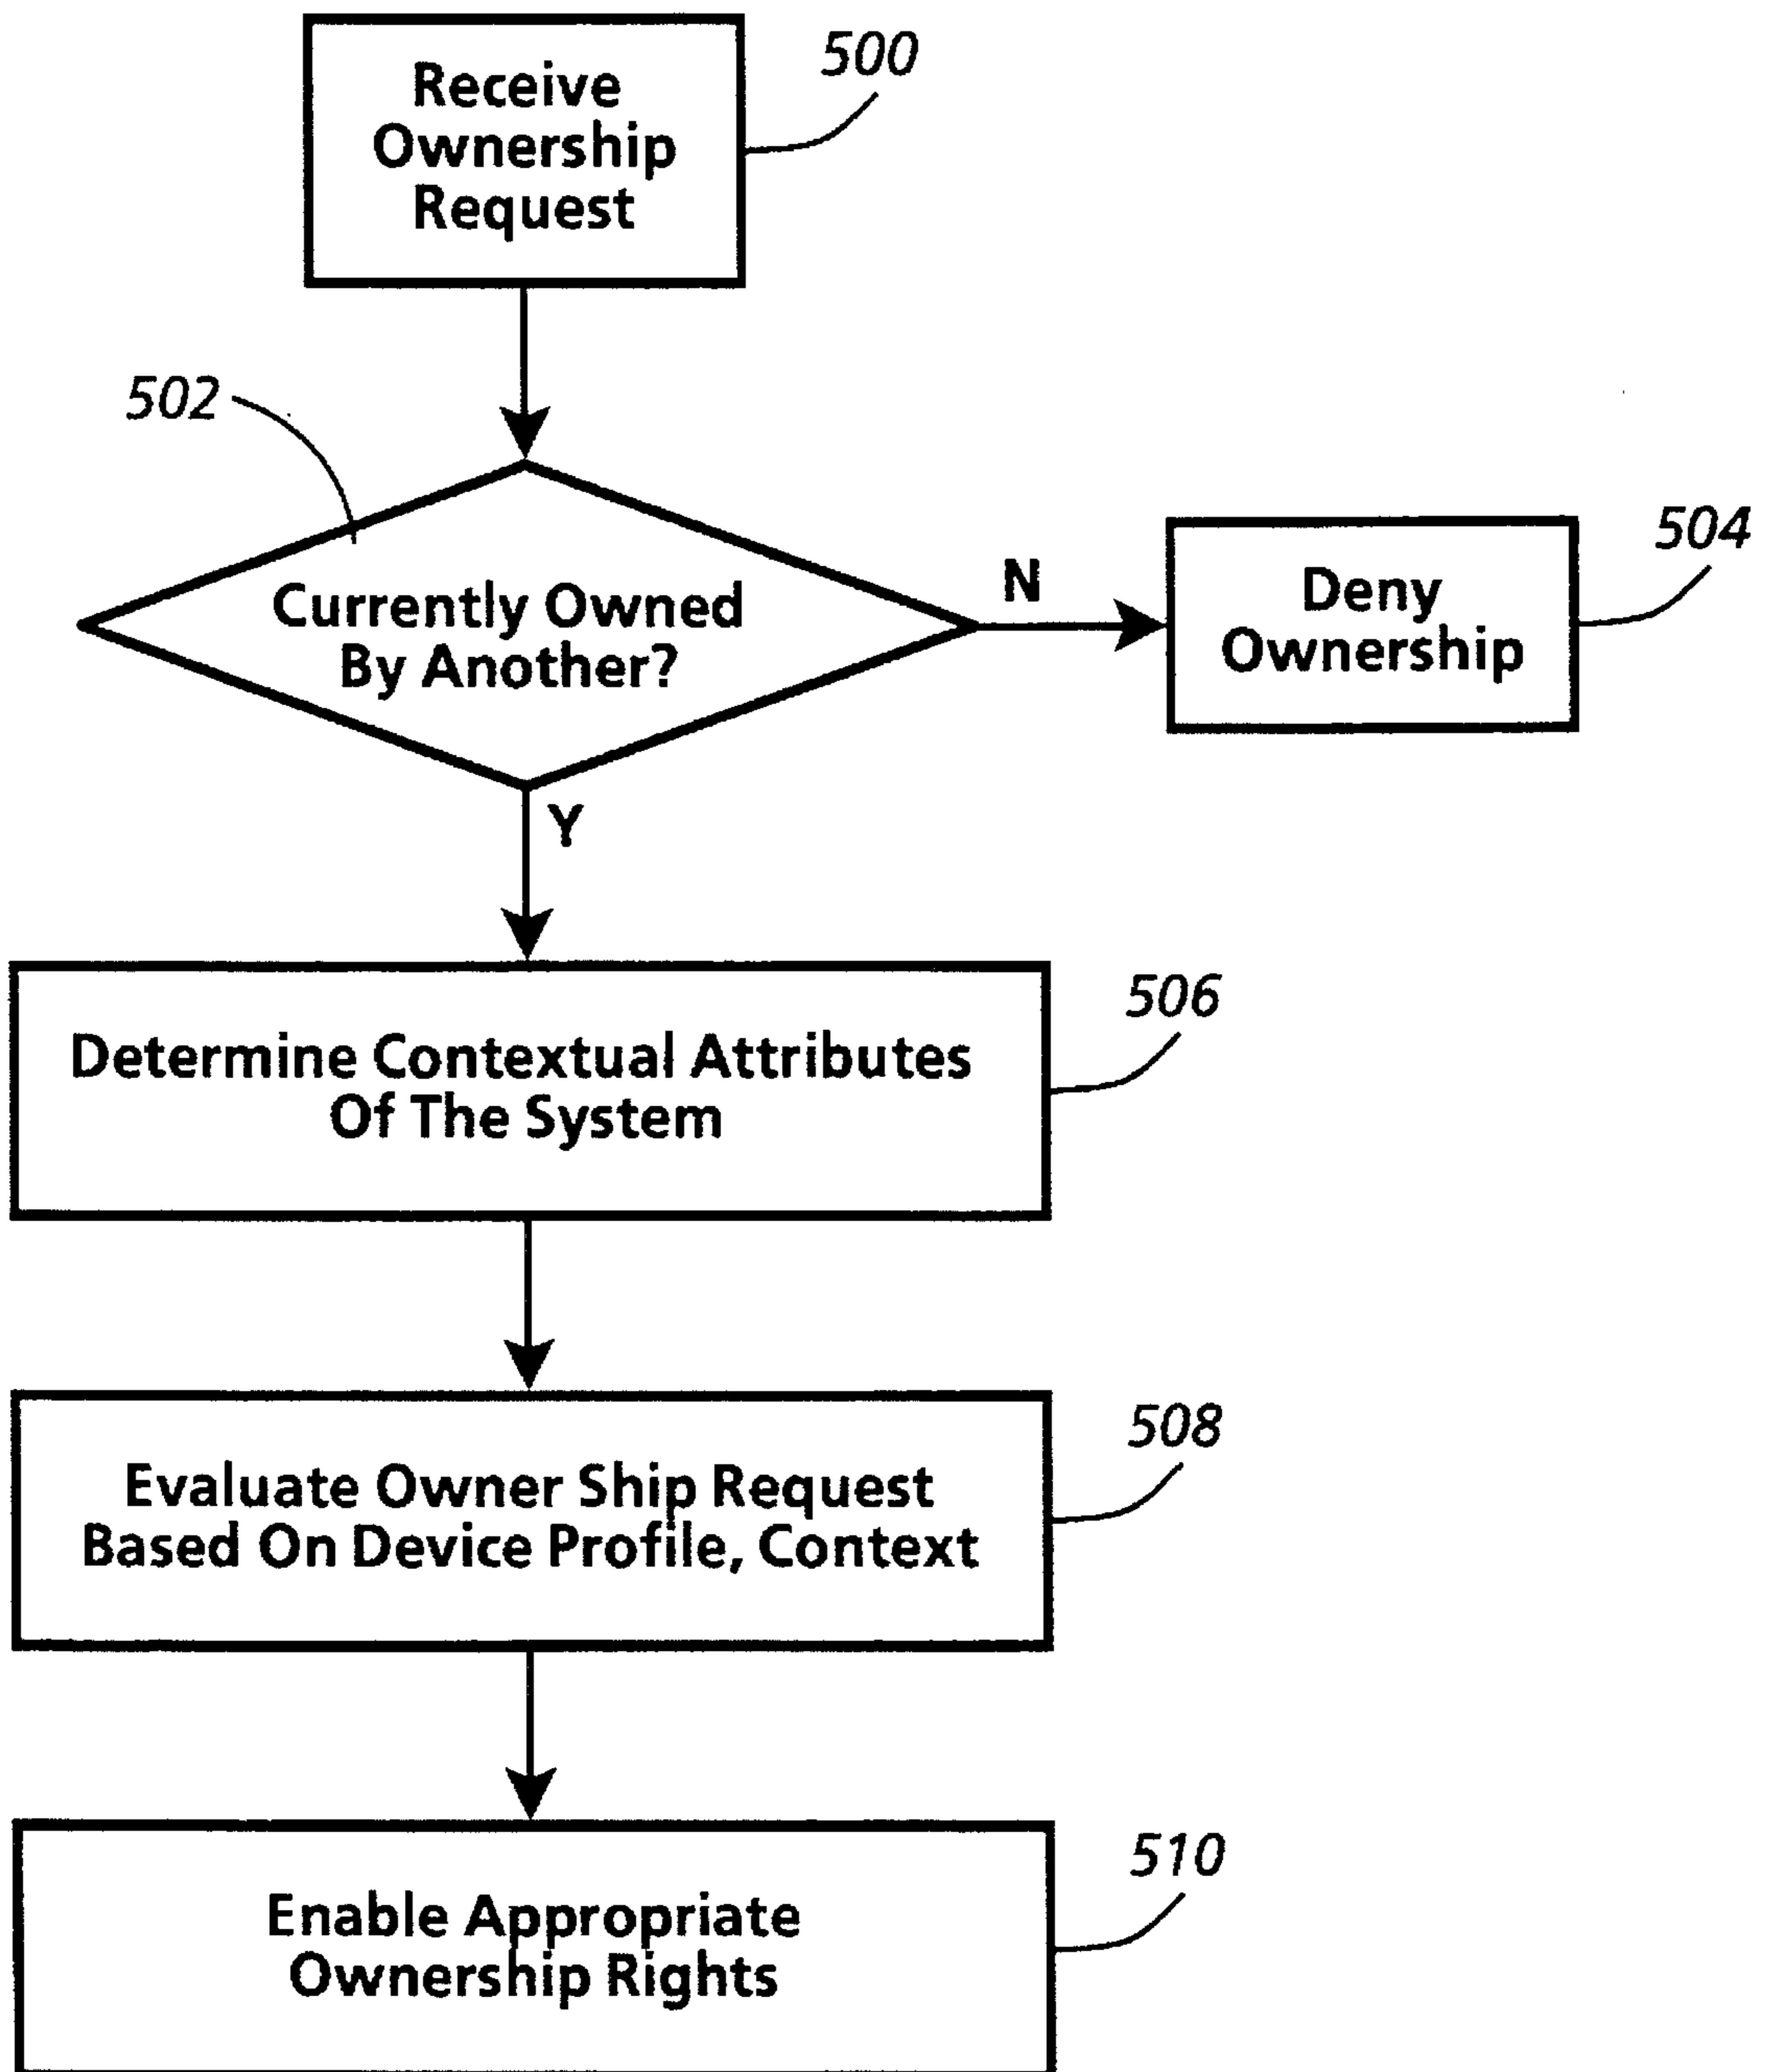 Receive
Ownership
Request
500
502
Currently Owned
By Another?
N
Deny
Ownership
504
Y
Determine Contextual Attributes
Of The System
506
Evaluate Owner Ship Request
Based On Device Profile, Context
508
Enable Appropriate
Ownership Rights
510